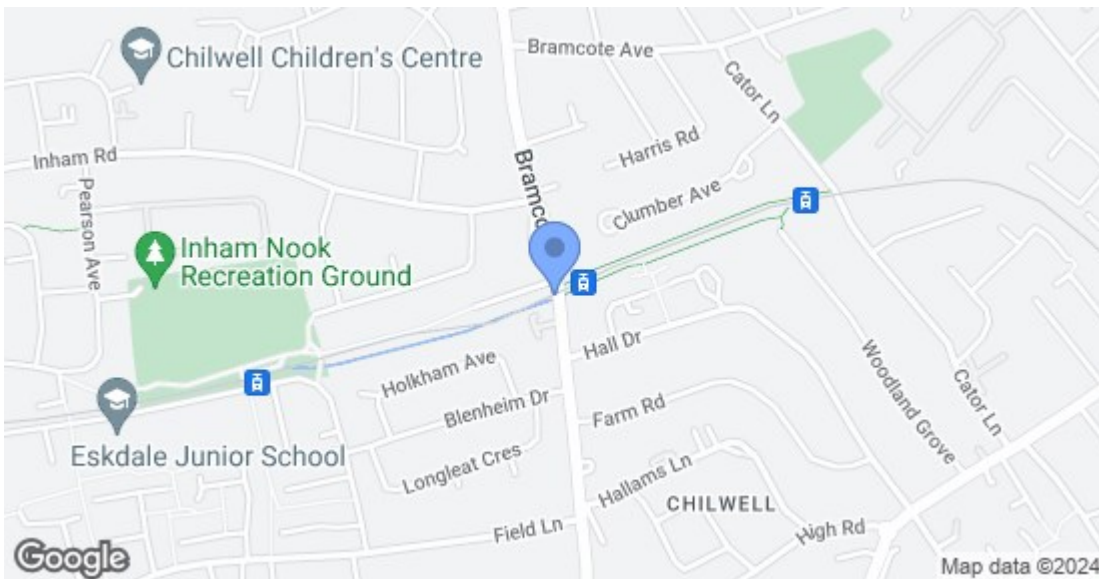 Chilwell Children's Centre
Bramcote Ave
Cator Ln
Harris Rd
Inham Rd
Pearson Ave
Bramco
Clumber Ave
Inham Nook
Recreation Ground
Hall Dr
Holkham Ave
Blenheim Dr
Woodland Grove
Cator Ln
Farm Rd
Eskdale Junior School
Longleat Cres
Hallams Ln
CHILWELL
Field Ln
High Rd
Google
Map data ©2024